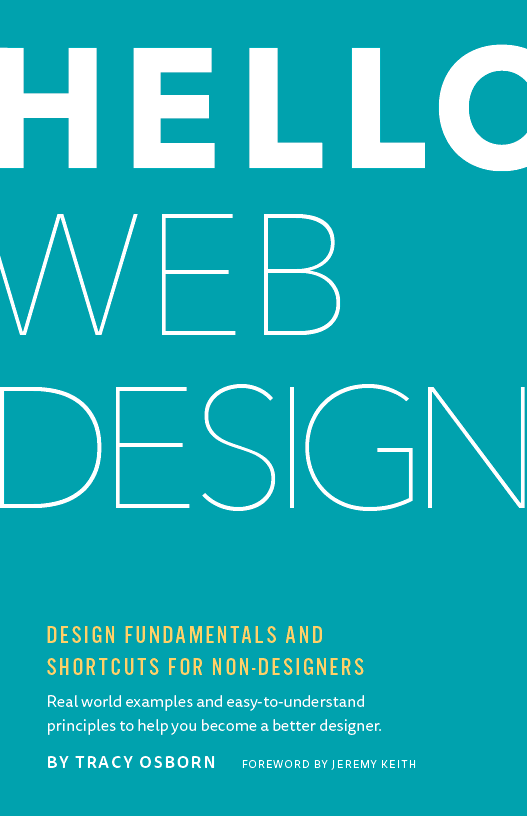 HELLO
WEB
DESIGN
DESIGN FUNDAMENTALS AND
SHORTCUTS FOR NON-DESIGNERS
Real world examples and easy-to-understand
principles to help you become a better designer.
BY TRACY OSBORN FOREWORD BY JEREMY KEITH